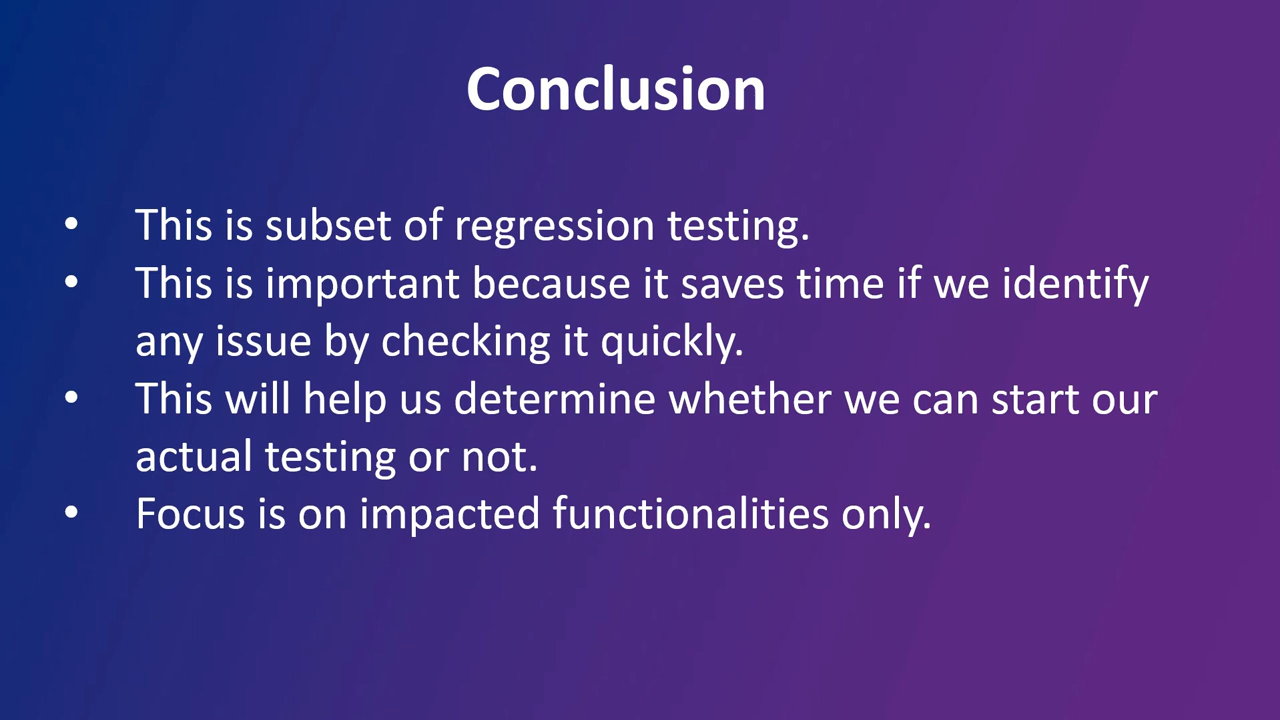 Conclusion
• This is subset of regression testing.
• This is important because it saves time if we identify
any issue by checking it quickly.
• This will help us determine whether we can start our
actual testing or not.
• Focus is on impacted functionalities only.